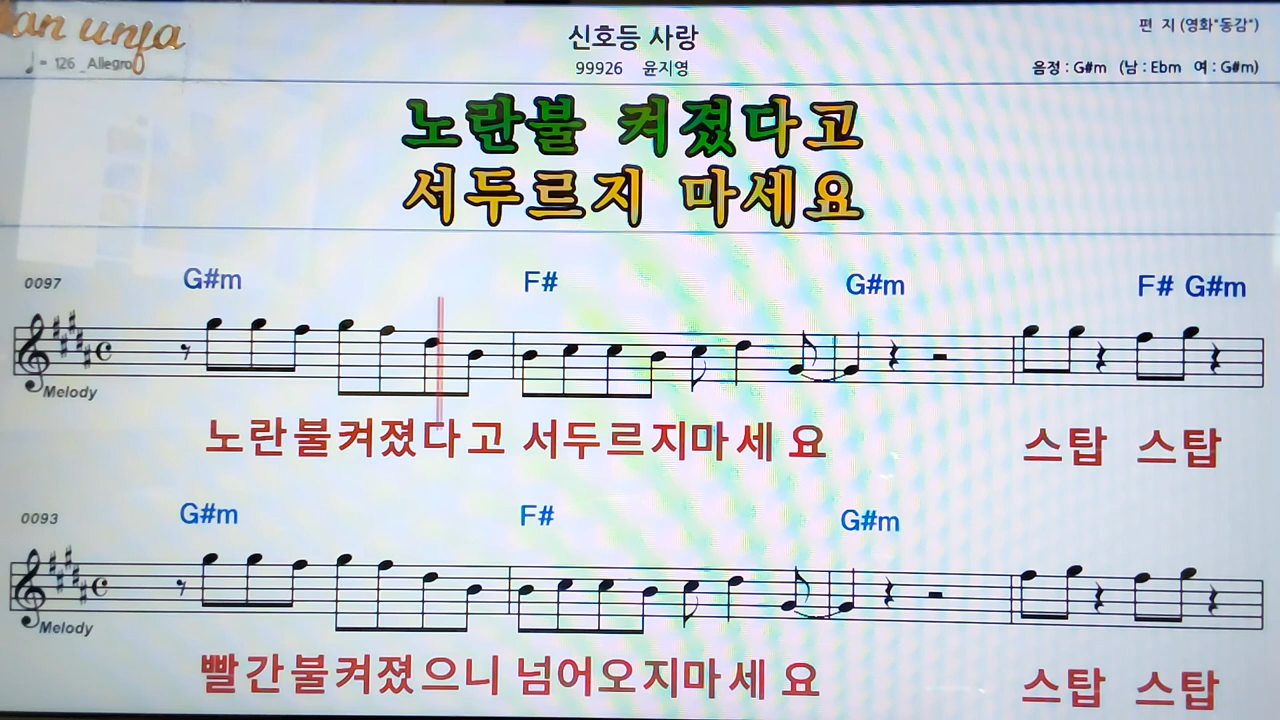 an unfa
신호등 사랑
편 지 (영화"동감")
♩ = 126 _Allegro
99926 윤지영
음정 : G#m (남 : Ebm 여 : G#m)
노란불 켜졌다고
서두르지 마세요
0097 G#m F# G#m F# G#m
Melody
노란불켜졌다고 서두르지마세요 스탑 스탑
0093 G#m F# G#m
Melody
빨간불켜졌으니 넘어오지마세요 스탑 스탑